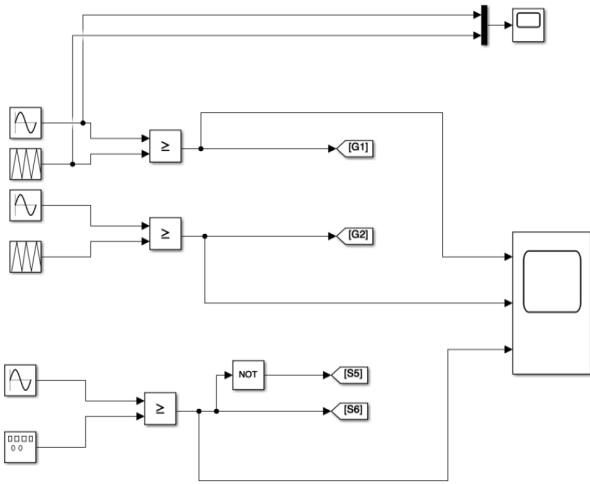 ≥
[G1]
≥
[G2]
NOT
[S5]
≥
[S6]